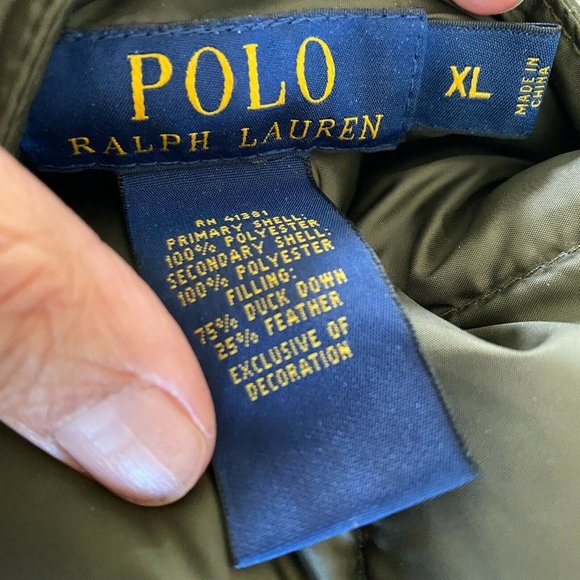 POLO
RALPH LAUREN
XL
MADE IN
CHINA
RN 41381
PRIMARY SHELL:
100% POLYESTER
SECONDARY SHELL:
100% POLYESTER
FILLING:
75% DUCK DOWN
25% FEATHER
EXCLUSIVE OF
DECORATION